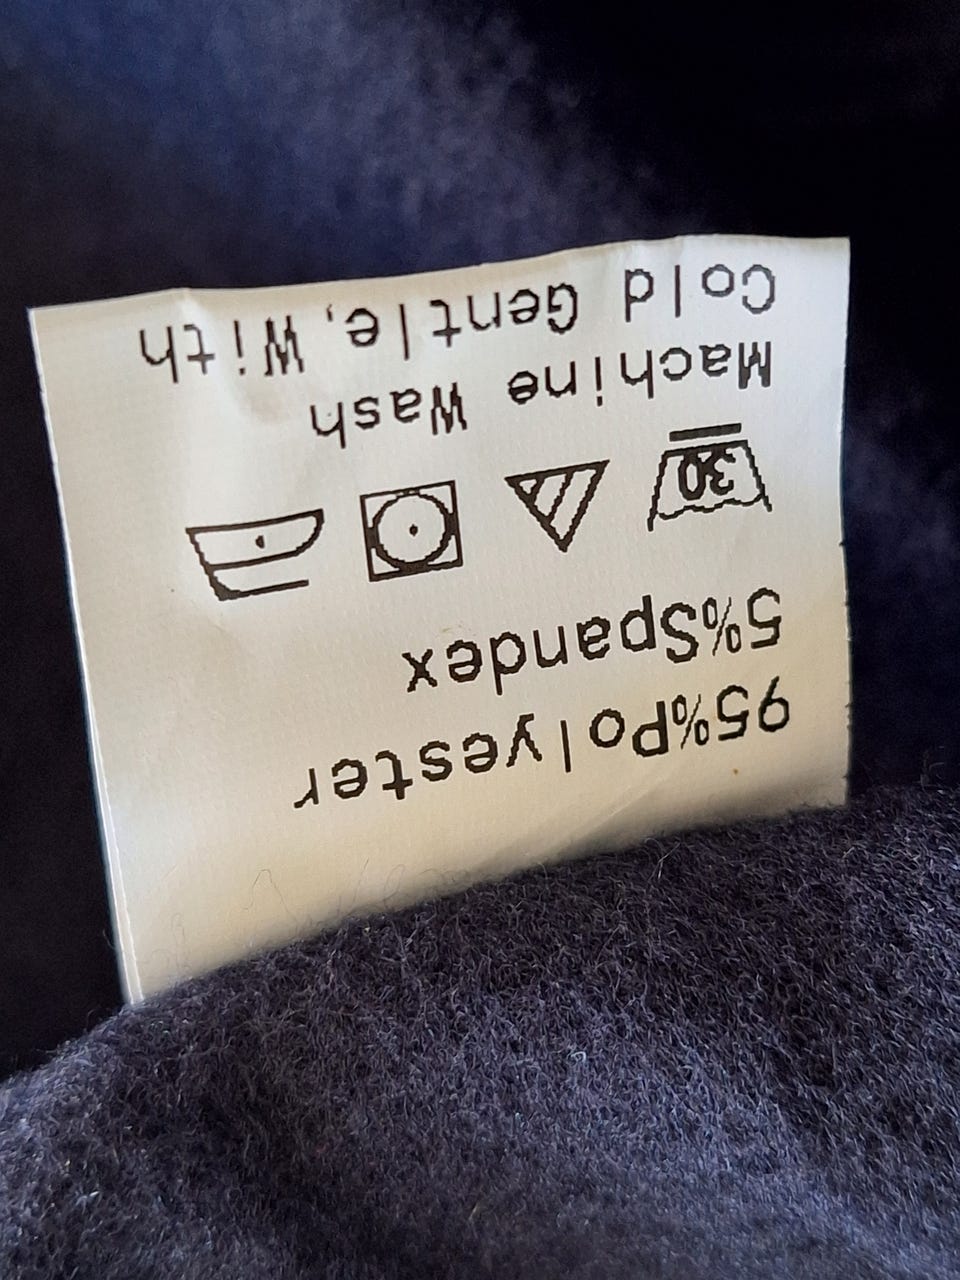 95%Polyester
5%Spandex
30
Machine Wash
Cold Gentle,With